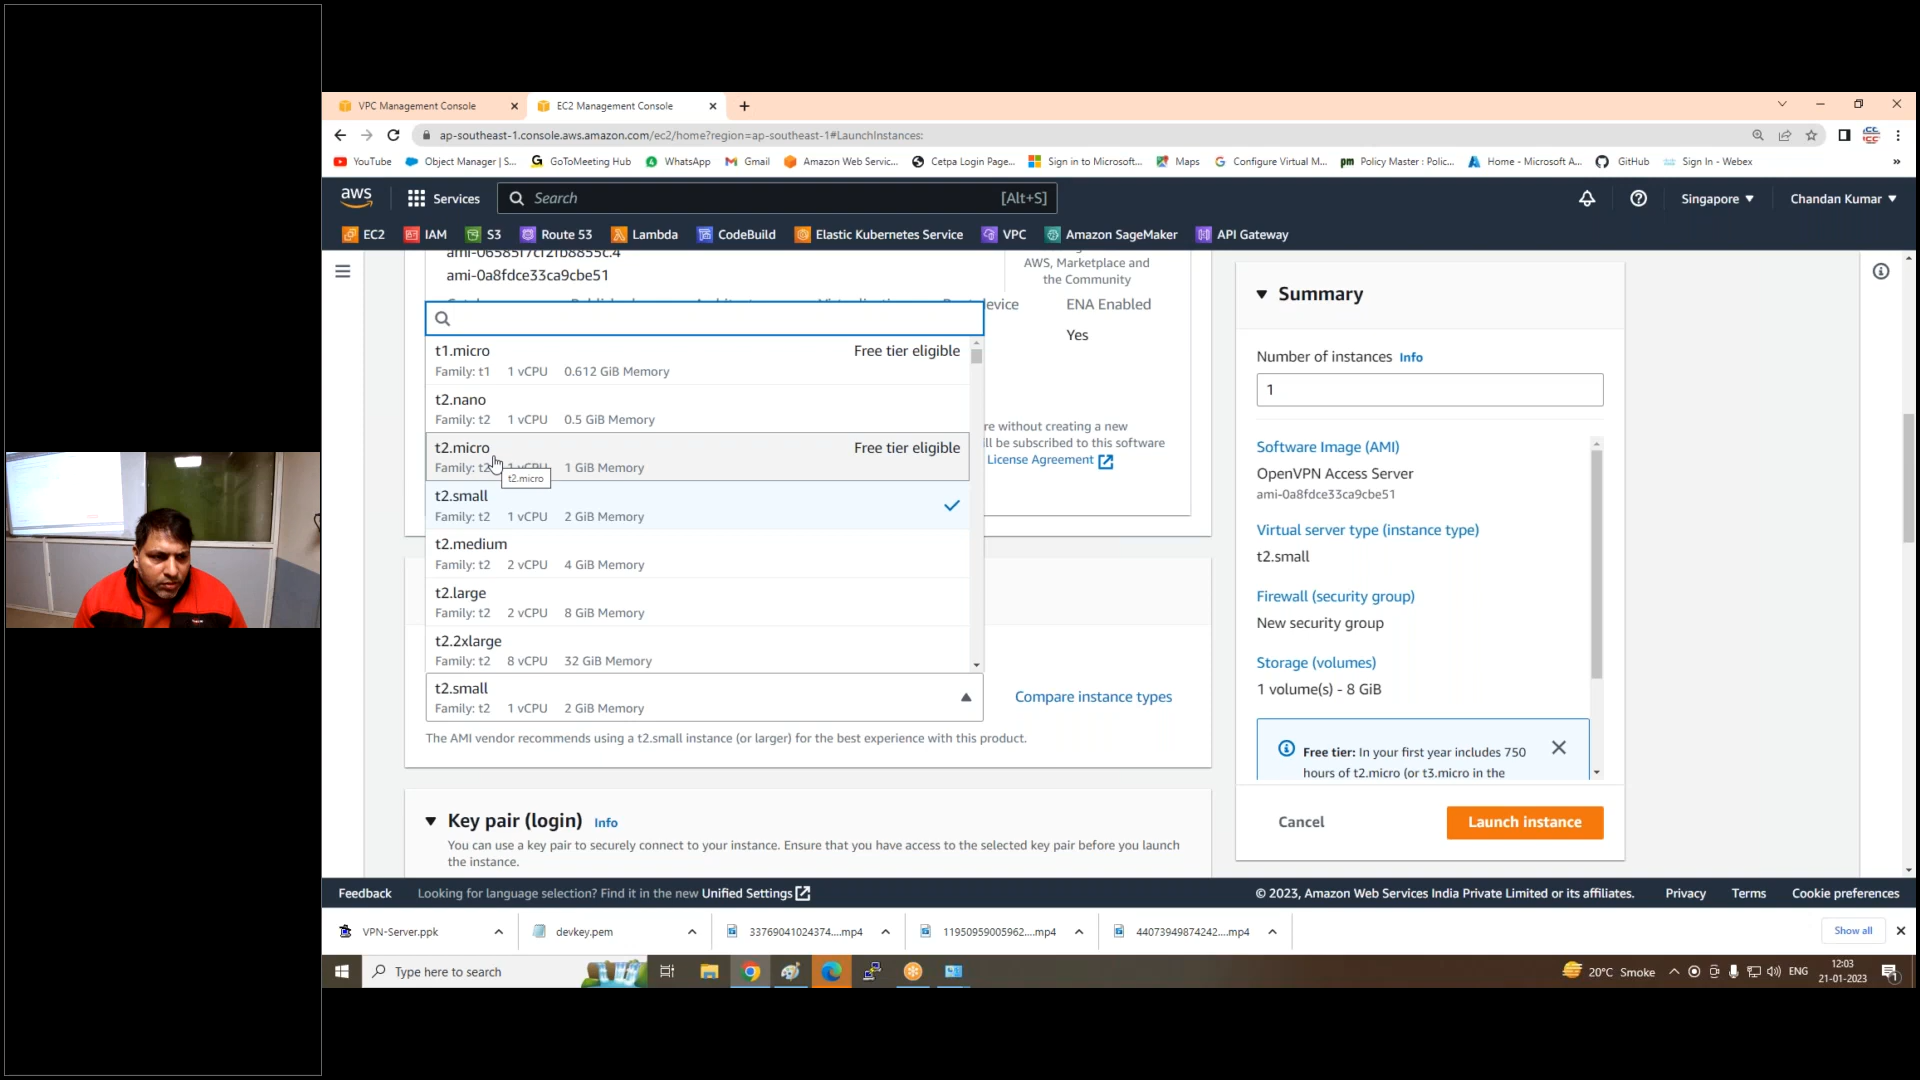 VPC Management Console
EC2 Management Console
ap-southeast-1.console.aws.amazon.com/ec2/home?region=ap-southeast-1#LaunchInstances:
YouTube Object Manager | S... GoToMeeting Hub WhatsApp Gmail Amazon Web Servic... Cetpa Login Page... Sign in to Microsoft... Maps Configure Virtual M... pm Policy Master : Polic... Home - Microsoft A... GitHub Sign In - Webex »
aws Services Search [Alt+S] Singapore Chandan Kumar
EC2 IAM S3 Route 53 Lambda CodeBuild Elastic Kubernetes Service VPC Amazon SageMaker API Gateway
ami-0a8fdce33ca9cbe51
AWS, Marketplace and
the Community
ENA Enabled
Yes
t1.micro Free tier eligible
Family: t1 1 vCPU 0.612 GiB Memory
t2.nano
Family: t2 1 vCPU 0.5 GiB Memory
t2.micro Free tier eligible
Family: t2 1 vCPU 1 GiB Memory
t2.micro
t2.small
Family: t2 1 vCPU 2 GiB Memory
t2.medium
Family: t2 2 vCPU 4 GiB Memory
t2.large
Family: t2 2 vCPU 8 GiB Memory
t2.2xlarge
Family: t2 8 vCPU 32 GiB Memory
re without creating a new
ll be subscribed to this software
License Agreement
t2.small
Family: t2 1 vCPU 2 GiB Memory
Compare instance types
The AMI vendor recommends using a t2.small instance (or larger) for the best experience with this product.
Key pair (login) Info
You can use a key pair to securely connect to your instance. Ensure that you have access to the selected key pair before you launch
the instance.
Summary
Number of instances Info
1
Software Image (AMI)
OpenVPN Access Server
ami-0a8fdce33ca9cbe51
Virtual server type (instance type)
t2.small
Firewall (security group)
New security group
Storage (volumes)
1 volume(s) - 8 GiB
Free tier: In your first year includes 750
hours of t2.micro (or t3.micro in the
Cancel Launch instance
Feedback Looking for language selection? Find it in the new Unified Settings © 2023, Amazon Web Services India Private Limited or its affiliates. Privacy Terms Cookie preferences
VPN-Server.ppk devkey.pem 33769041024374....mp4 11950959005962....mp4 44073949874242....mp4 Show all
Type here to search 20°C Smoke ENG 12:03
21-01-2023